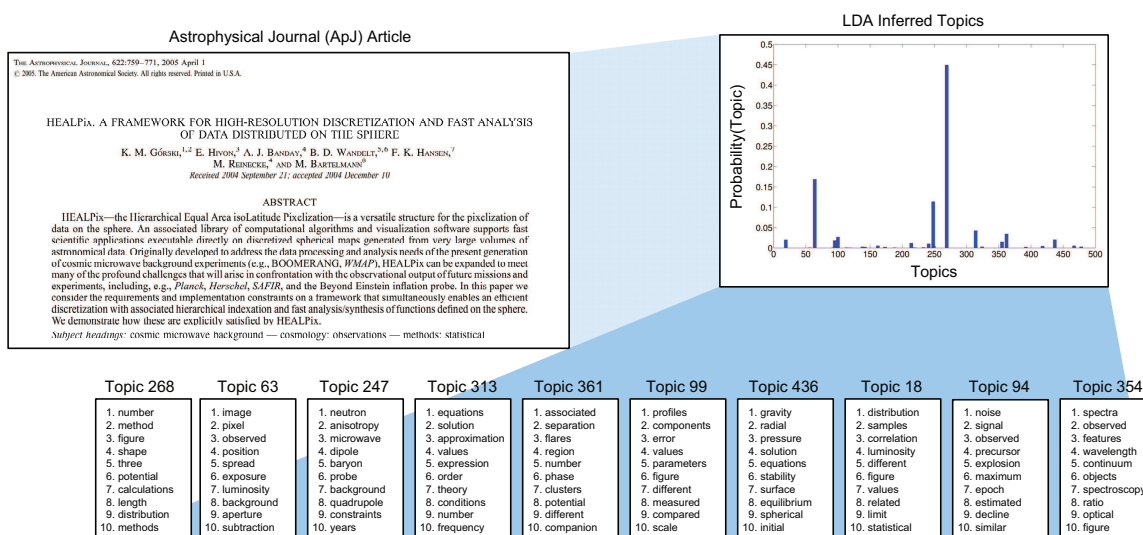 Astrophysical Journal (ApJ) Article
THE ASTROPHYSICAL JOURNAL, 622:759–771, 2005 April 1
© 2005. The American Astronomical Society. All rights reserved. Printed in U.S.A.
HEALPix. A FRAMEWORK FOR HIGH-RESOLUTION DISCRETIZATION AND FAST ANALYSIS
OF DATA DISTRIBUTED ON THE SPHERE
K. M. GÓRSKI,1,2 E. HIVON,3 A. J. BANDAY,4 B. D. WANDELT,5,6 F. K. HANSEN,7
M. REINECKE,4 AND M. BARTELMANN8
Received 2004 September 21; accepted 2004 December 10
ABSTRACT
HEALPix—the Hierarchical Equal Area isoLatitude Pixelization—is a versatile structure for the pixelization of
data on the sphere. An associated library of computational algorithms and visualization software supports fast
scientific applications executable directly on discretized spherical maps generated from very large volumes of
astronomical data. Originally developed to address the data processing and analysis needs of the present generation
of cosmic microwave background experiments (e.g., BOOMERANG, WMAP), HEALPix can be expanded to meet
many of the profound challenges that will arise in confrontation with the observational output of future missions and
experiments, including, e.g., Planck, Herschel, SAFIR, and the Beyond Einstein inflation probe. In this paper we
consider the requirements and implementation constraints on a framework that simultaneously enables an efficient
discretization with associated hierarchical indexation and fast analysis/synthesis of functions defined on the sphere.
We demonstrate how these are explicitly satisfied by HEALPix.
Subject headings: cosmic microwave background — cosmology: observations — methods: statistical
LDA Inferred Topics
Probability(Topic)
0.5
0.45
0.4
0.35
0.3
0.25
0.2
0.15
0.1
0.05
0
0 50 100 150 200 250 300 350 400 450 500
Topics
Topic 268
1. number
2. method
3. figure
4. shape
5. three
6. potential
7. calculations
8. length
9. distribution
10. methods
Topic 63
1. image
2. pixel
3. observed
4. position
5. spread
6. exposure
7. luminosity
8. background
9. aperture
10. subtraction
Topic 247
1. neutron
2. anisotropy
3. microwave
4. dipole
5. baryon
6. probe
7. background
8. quadrupole
9. constraints
10. years
Topic 313
1. equations
2. solution
3. approximation
4. values
5. expression
6. order
7. theory
8. conditions
9. number
10. frequency
Topic 361
1. associated
2. separation
3. flares
4. region
5. number
6. phase
7. clusters
8. potential
9. different
10. companion
Topic 99
1. profiles
2. components
3. error
4. values
5. parameters
6. figure
7. different
8. measured
9. compared
10. scale
Topic 436
1. gravity
2. radial
3. pressure
4. solution
5. equations
6. stability
7. surface
8. equilibrium
9. spherical
10. initial
Topic 18
1. distribution
2. samples
3. correlation
4. luminosity
5. different
6. figure
7. values
8. related
9. limit
10. statistical
Topic 94
1. noise
2. signal
3. observed
4. precursor
5. explosion
6. maximum
7. epoch
8. estimated
9. decline
10. similar
Topic 354
1. spectra
2. observed
3. features
4. wavelength
5. continuum
6. objects
7. spectroscopy
8. ratio
9. optical
10. figure